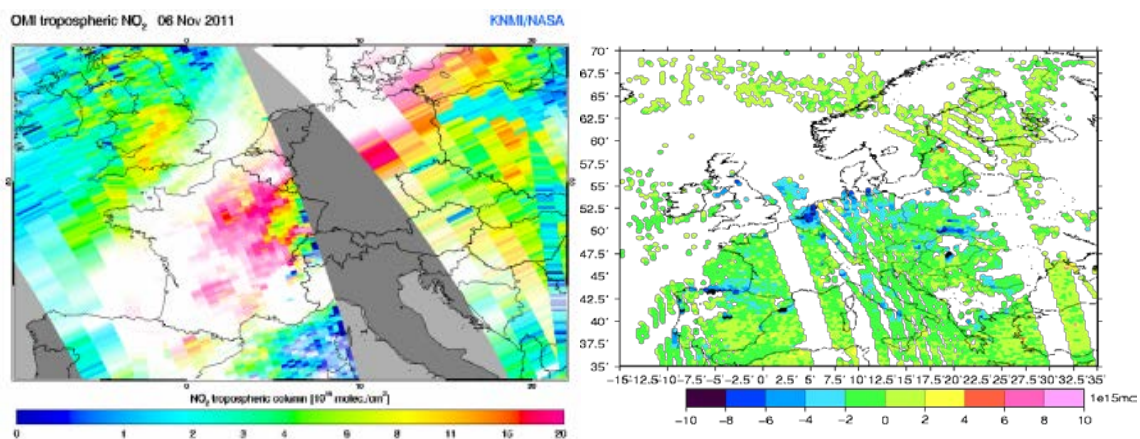 OMI tropospheric NO₂ 06 Nov 2011 KNMI/NASA
0 10
0 10 20
NO₂ tropospheric column [10¹⁵ molec./cm²]
0 1 2 3 4 5 6 8 11 15 20
70
67.5
65
62.5
60
57.5
55
52.5
50
47.5
45
42.5
40
37.5
35
-15 -12.5 -10 -7.5 -5 -2.5 0 2.5 5 7.5 10 12.5 15 17.5 20 22.5 25 27.5 30 32.5 35
1e15mc
-10 -8 -6 -4 -2 0 2 4 6 8 10